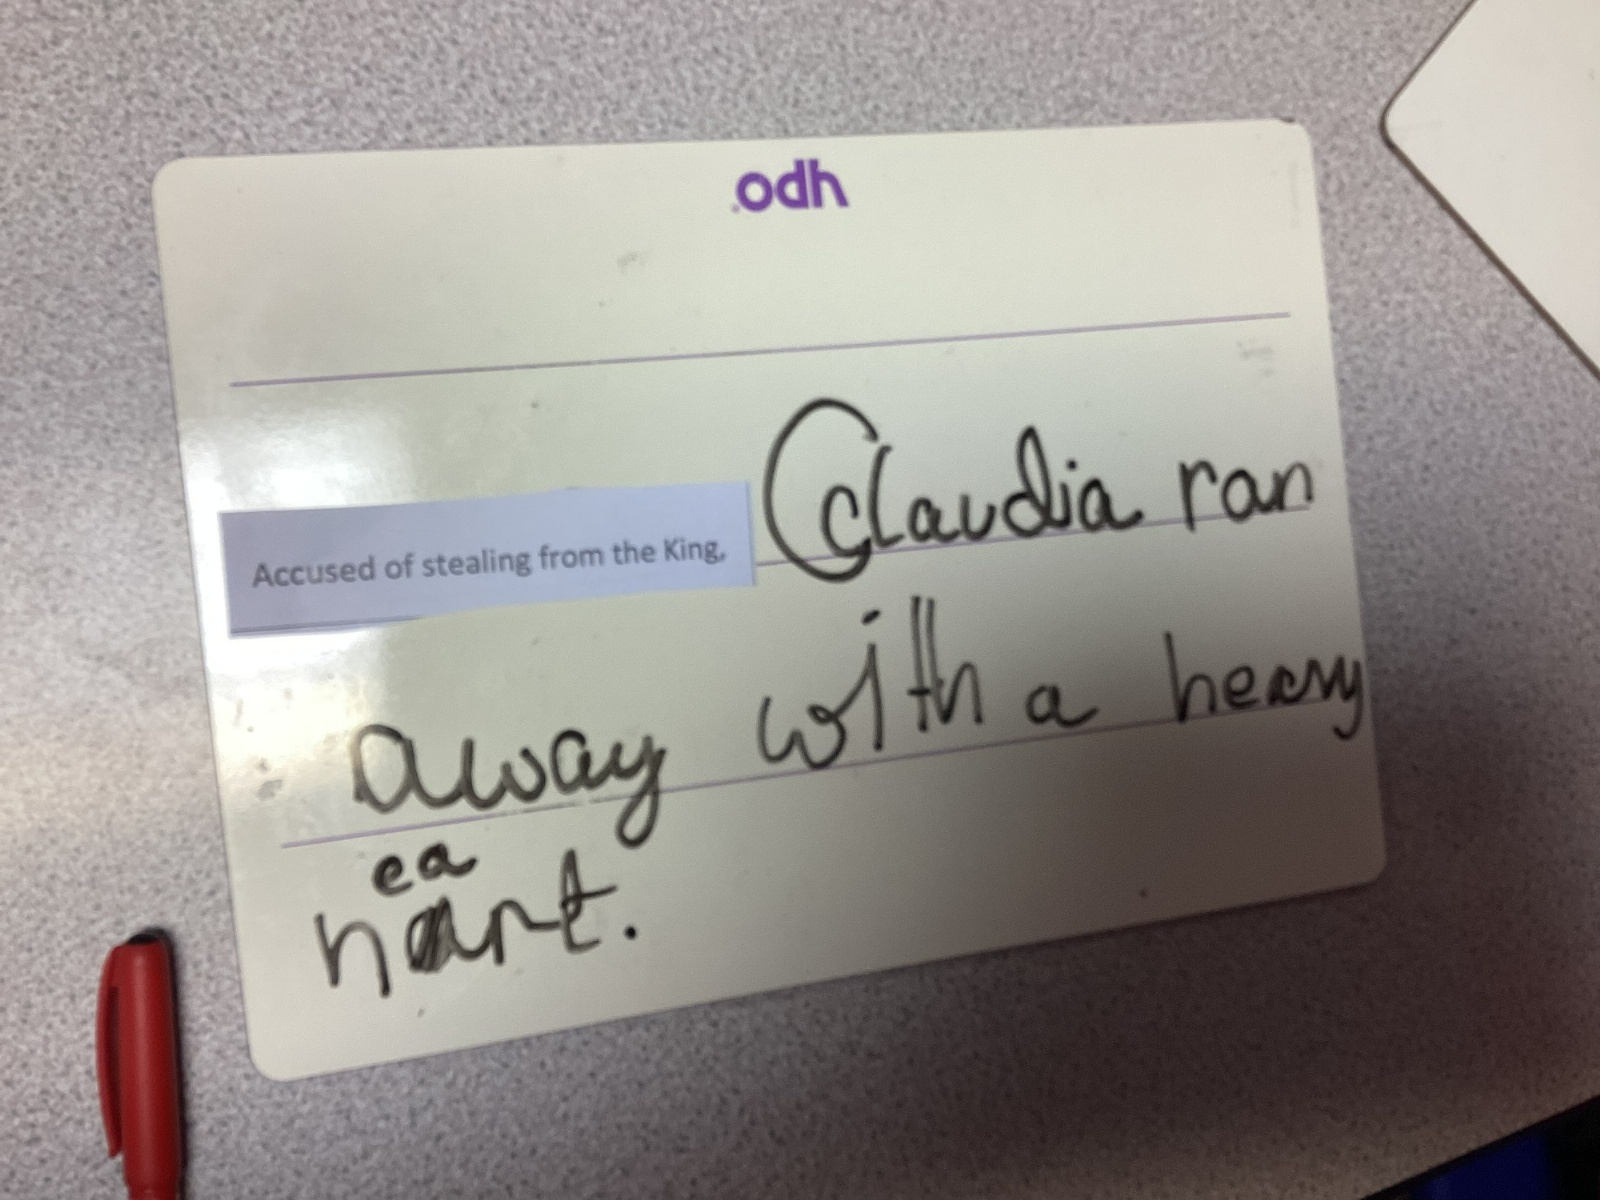 odh
Accused of stealing from the King, Claudia ran
away with a heavy
heart.